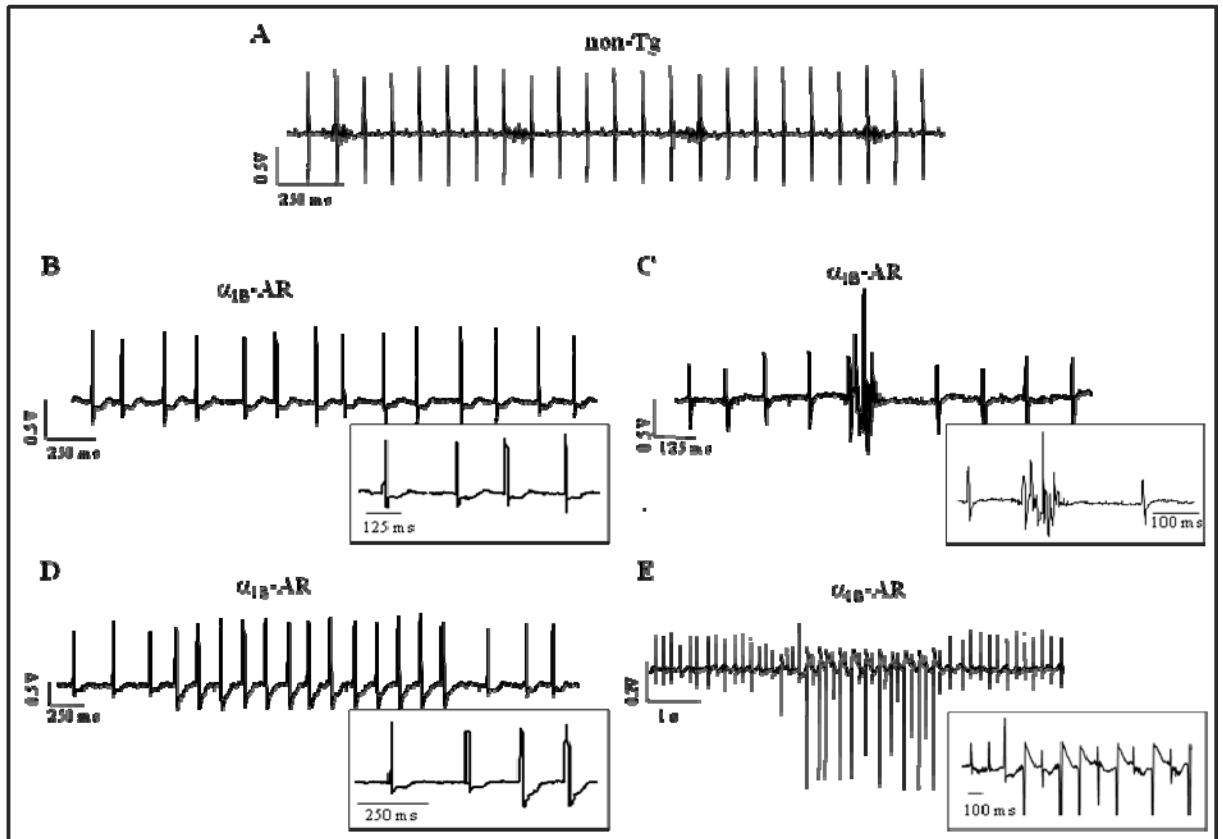 A
non-Tg
0.5V
250 ms
B
α1B-AR
0.5V
250 ms
125 ms
C
α1B-AR
0.5V
125 ms
100 ms
D
α1B-AR
0.5V
250 ms
250 ms
E
α1B-AR
0.2V
1 s
100 ms